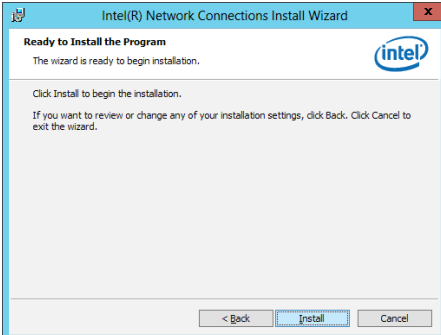 Intel(R) Network Connections Install Wizard
x
Ready to Install the Program
The wizard is ready to begin installation.
intel
Click Install to begin the installation.
If you want to review or change any of your installation settings, click Back. Click Cancel to
exit the wizard.
< Back
Install
Cancel